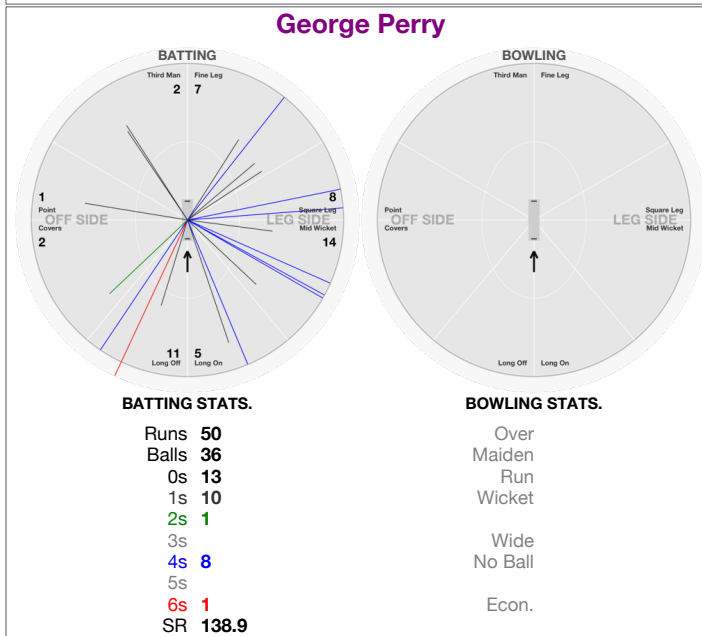 George Perry
BATTING
Third Man Fine Leg
2 7
1
Point
OFF SIDE
Covers
2
8
Square Leg
LEG SIDE
Mid Wicket
14
11 5
Long Off Long On
BATTING STATS.
Runs 50
Balls 36
0s 13
1s 10
2s 1
3s
4s 8
5s
6s 1
SR 138.9
BOWLING
Third Man Fine Leg
Point
OFF SIDE
Covers
Square Leg
LEG SIDE
Mid Wicket
Long Off Long On
BOWLING STATS.
Over
Maiden
Run
Wicket
Wide
No Ball
Econ.